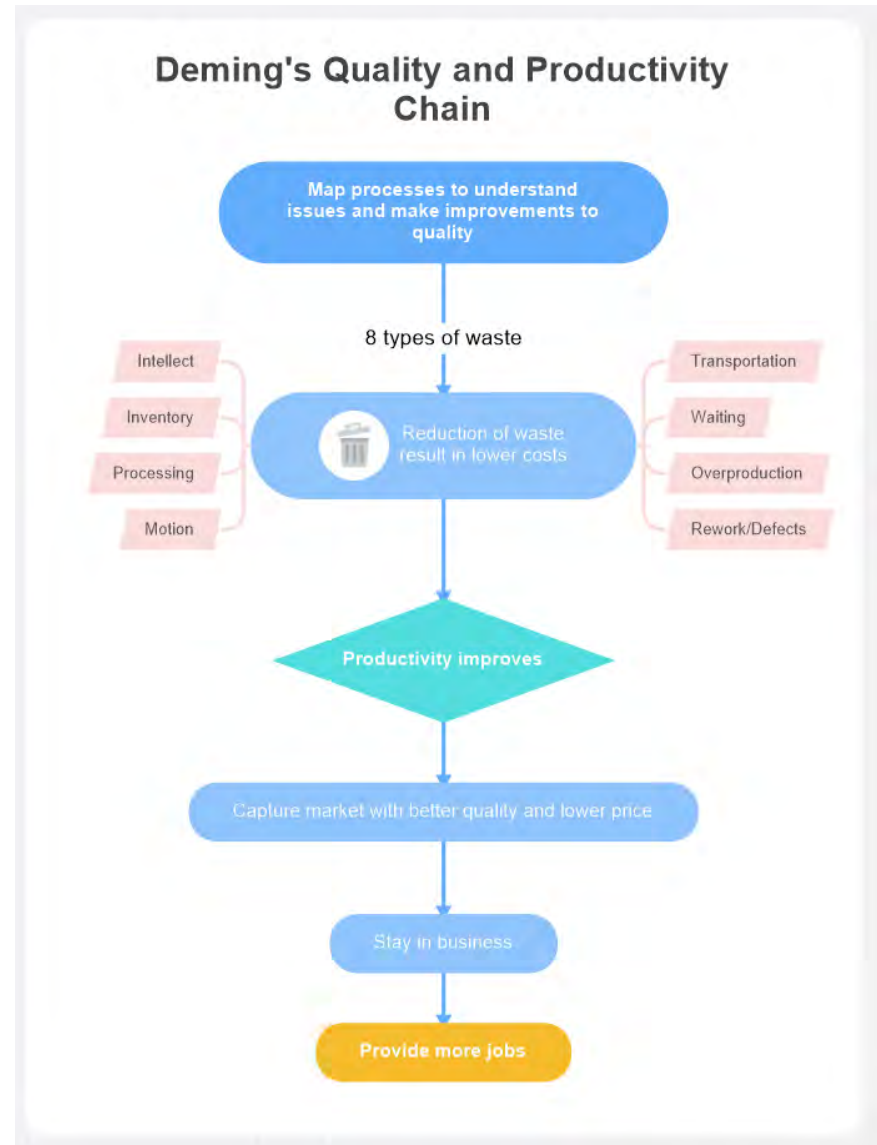 Deming's Quality and Productivity
Chain
Map processes to understand
issues and make improvements to
quality
8 types of waste
Intellect
Inventory
Processing
Motion
Reduction of waste
result in lower costs
Transportation
Waiting
Overproduction
Rework/Defects
Productivity improves
Capture market with better quality and lower price
Stay in business
Provide more jobs